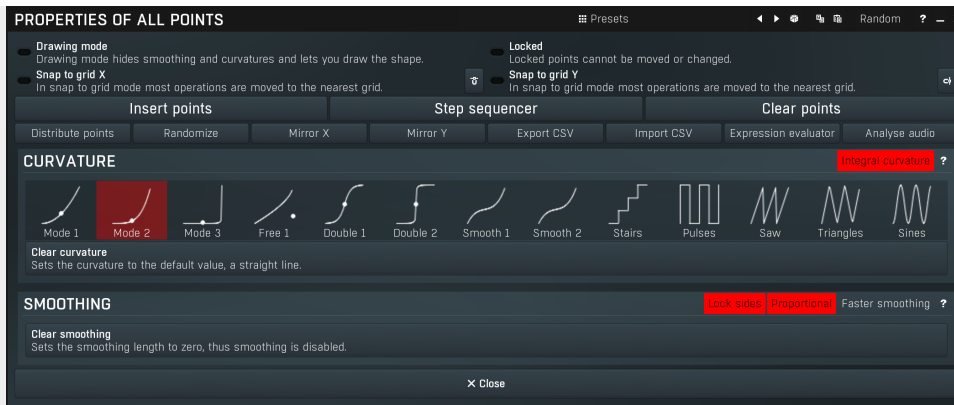 PROPERTIES OF ALL POINTS Presets Random ?
Drawing mode
Drawing mode hides smoothing and curvatures and lets you draw the shape.
Locked
Locked points cannot be moved or changed.
Snap to grid X
In snap to grid mode most operations are moved to the nearest grid.
Snap to grid Y
In snap to grid mode most operations are moved to the nearest grid.
Insert points Step sequencer Clear points
Distribute points Randomize Mirror X Mirror Y Export CSV Import CSV Expression evaluator Analyse audio
CURVATURE Integral curvature ?
Mode 1 Mode 2 Mode 3 Free 1 Double 1 Double 2 Smooth 1 Smooth 2 Stairs Pulses Saw Triangles Sines
Clear curvature
Sets the curvature to the default value, a straight line.
SMOOTHING Lock sides Proportional Faster smoothing ?
Clear smoothing
Sets the smoothing length to zero, thus smoothing is disabled.
Close